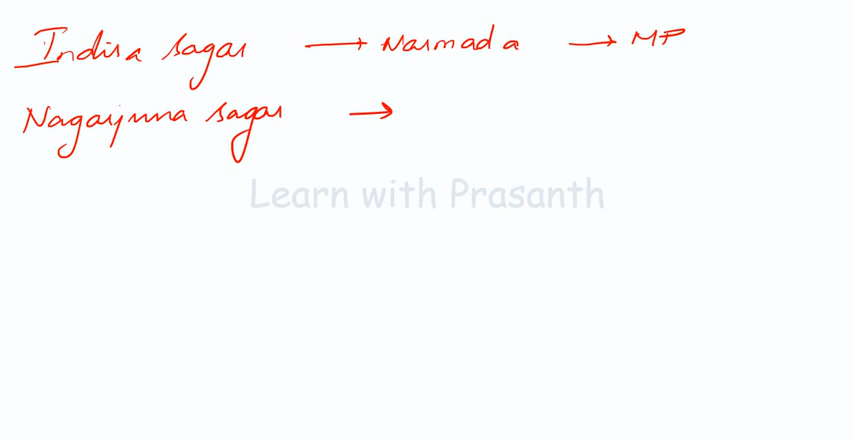 Indira sagar → Narmada → MP
Nagarjuna sagar →
Learn with Prasanth